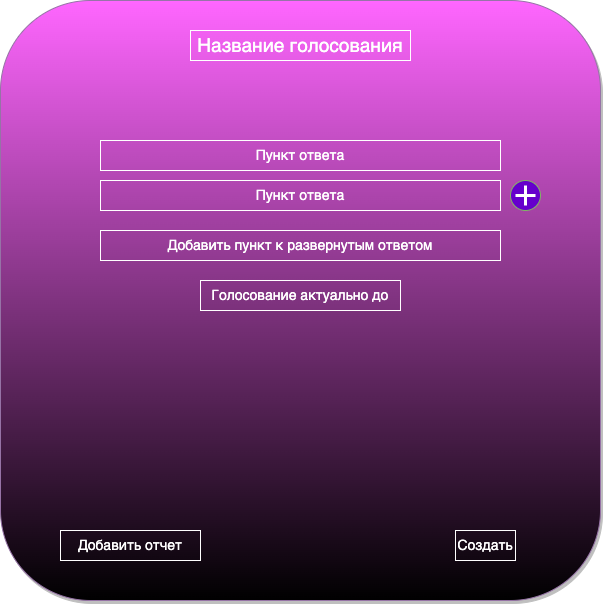 Название голосования
Пункт ответа
Пункт ответа
Добавить пункт к развернутым ответом
Голосование актуально до
Добавить отчет
Создать